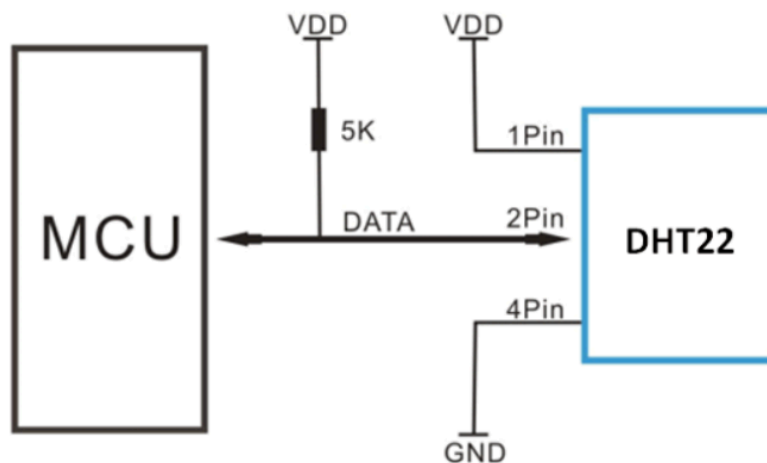 VDD
VDD
5K
1Pin
MCU
DATA
2Pin
DHT22
4Pin
GND